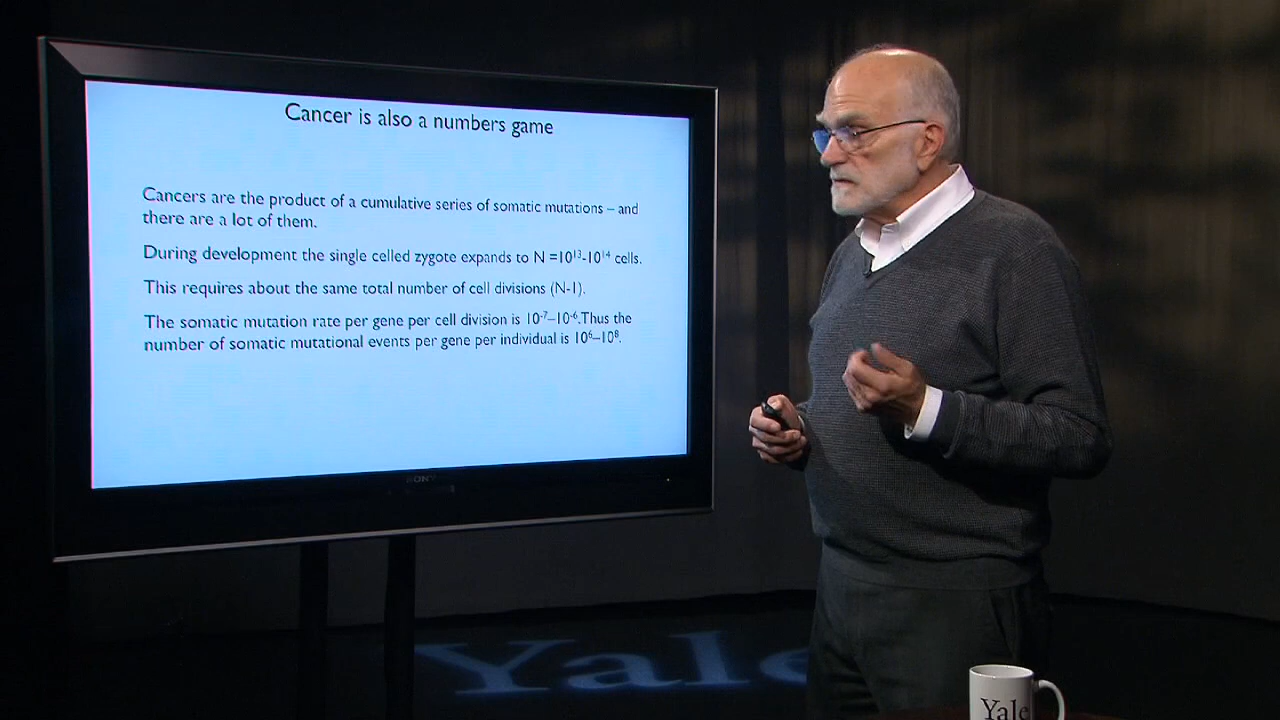 Cancer is also a numbers game
Cancers are the product of a cumulative series of somatic mutations – and
there are a lot of them.
During development the single celled zygote expands to N =10¹³-10¹⁴ cells.
This requires about the same total number of cell divisions (N-1).
The somatic mutation rate per gene per cell division is 10⁻⁷–10⁻⁶.Thus the
number of somatic mutational events per gene per individual is 10⁶–10⁸.
SONY
Yale
Yale